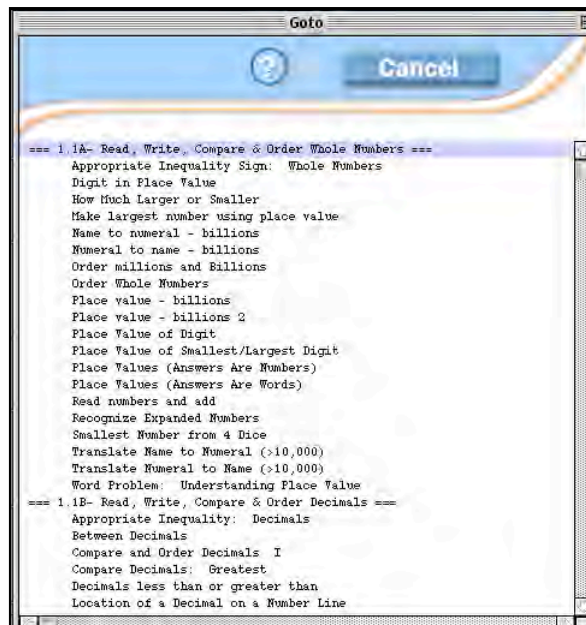 Goto
?
Cancel
=== 1.1A- Read, Write, Compare & Order Whole Numbers ===
Appropriate Inequality Sign:  Whole Numbers
Digit in Place Value
How Much Larger or Smaller
Make largest number using place value
Name to numeral - billions
Numeral to name - billions
Order millions and Billions
Order Whole Numbers
Place value - billions
Place value - billions 2
Place Value of Digit
Place Value of Smallest/Largest Digit
Place Values (Answers Are Numbers)
Place Values (Answers Are Words)
Read numbers and add
Recognize Expanded Numbers
Smallest Number from 4 Dice
Translate Name to Numeral (>10,000)
Translate Numeral to Name (>10,000)
Word Problem:  Understanding Place Value
=== 1.1B- Read, Write, Compare & Order Decimals ===
Appropriate Inequality:  Decimals
Between Decimals
Compare and Order Decimals  I
Compare Decimals:  Greatest
Decimals less than or greater than
Location of a Decimal on a Number Line